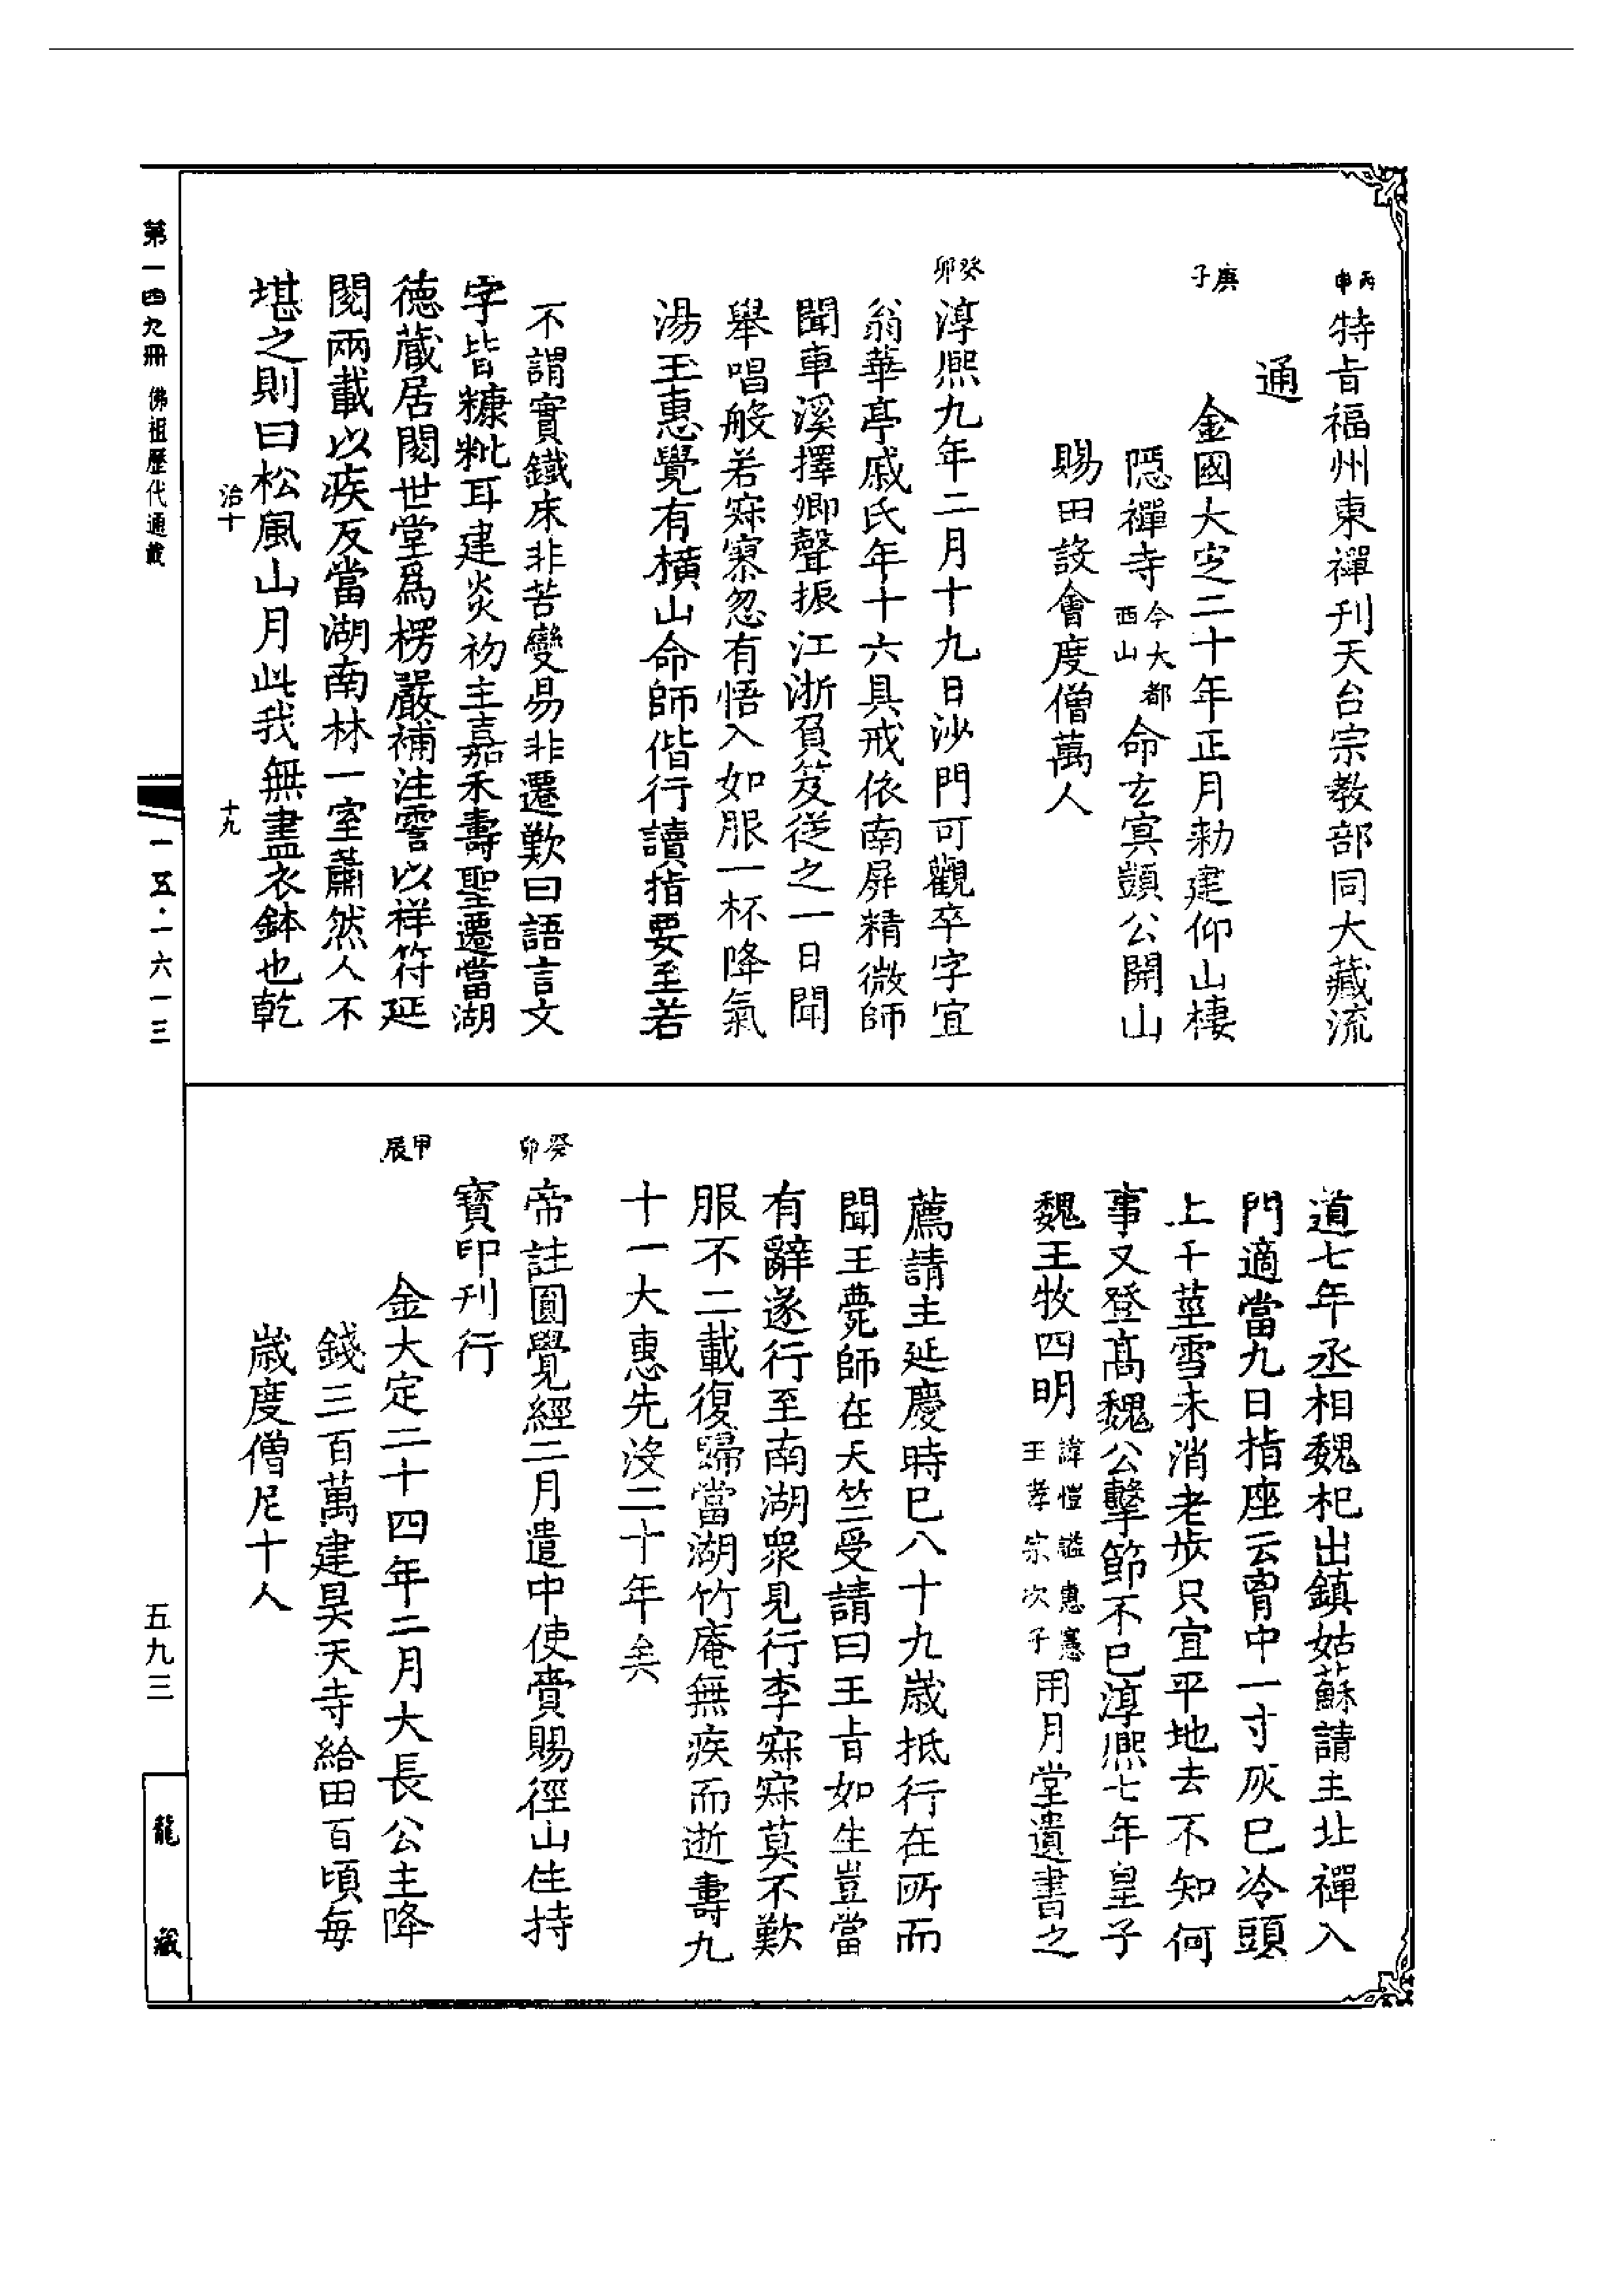 丙申特旨福州東禪刊天台宗教部同大藏流
通
庚子金國大定二十年正月勑建仰山棲
隱禪寺今大都西山命玄冥顗公開山
賜田設會度僧萬人
癸卯淳熈九年二月十九日沙門可觀卒字宜
翁華亭戚氏年十六具戒依南屏精微師
聞車溪擇卿聲振江浙負笈從之一日聞
舉唱般若寂寥忽有悟入如服一杯降氣
湯玉惠覺有橫山命師偕行讀指要至若
不謂實鐵床非苦變易非遷歎曰語言文
字皆糠粃耳建炎初主嘉禾壽聖遷當湖
德藏居閱世堂爲楞嚴補注霅以祥符延
閱兩載以疾反當湖南林一室蕭然人不
堪之則曰松風山月此我無盡衣鉢也乾
道七年丞相魏杞出鎮姑蘇請主北禪入
門適當九日指座云胷中一寸灰已冷頭
上千莖雪未消老步只宜平地去不知何
事又登髙魏公擊節不已淳熈七年皇子
魏王牧四明諱愷謚惠憲王孝宗次子用月堂遺書之
薦請主延慶時已八十九歲抵行在所而
聞王薨師在天竺受請曰王旨如生豈當
有辭遂行至南湖衆見行李寂寂莫不歎
服不二載復歸當湖竹庵無疾而逝壽九
十一大惠先沒二十年矣
癸卯帝註圓覺經二月遣中使賫賜徑山住持
寳印刊行
甲辰金大定二十四年二月大長公主降
錢三百萬建昊天寺給田百頃每
歲度僧尼十人
第一四九冊 佛祖歷代通載
治十
十九
一五·一六一三
五九三
龍藏